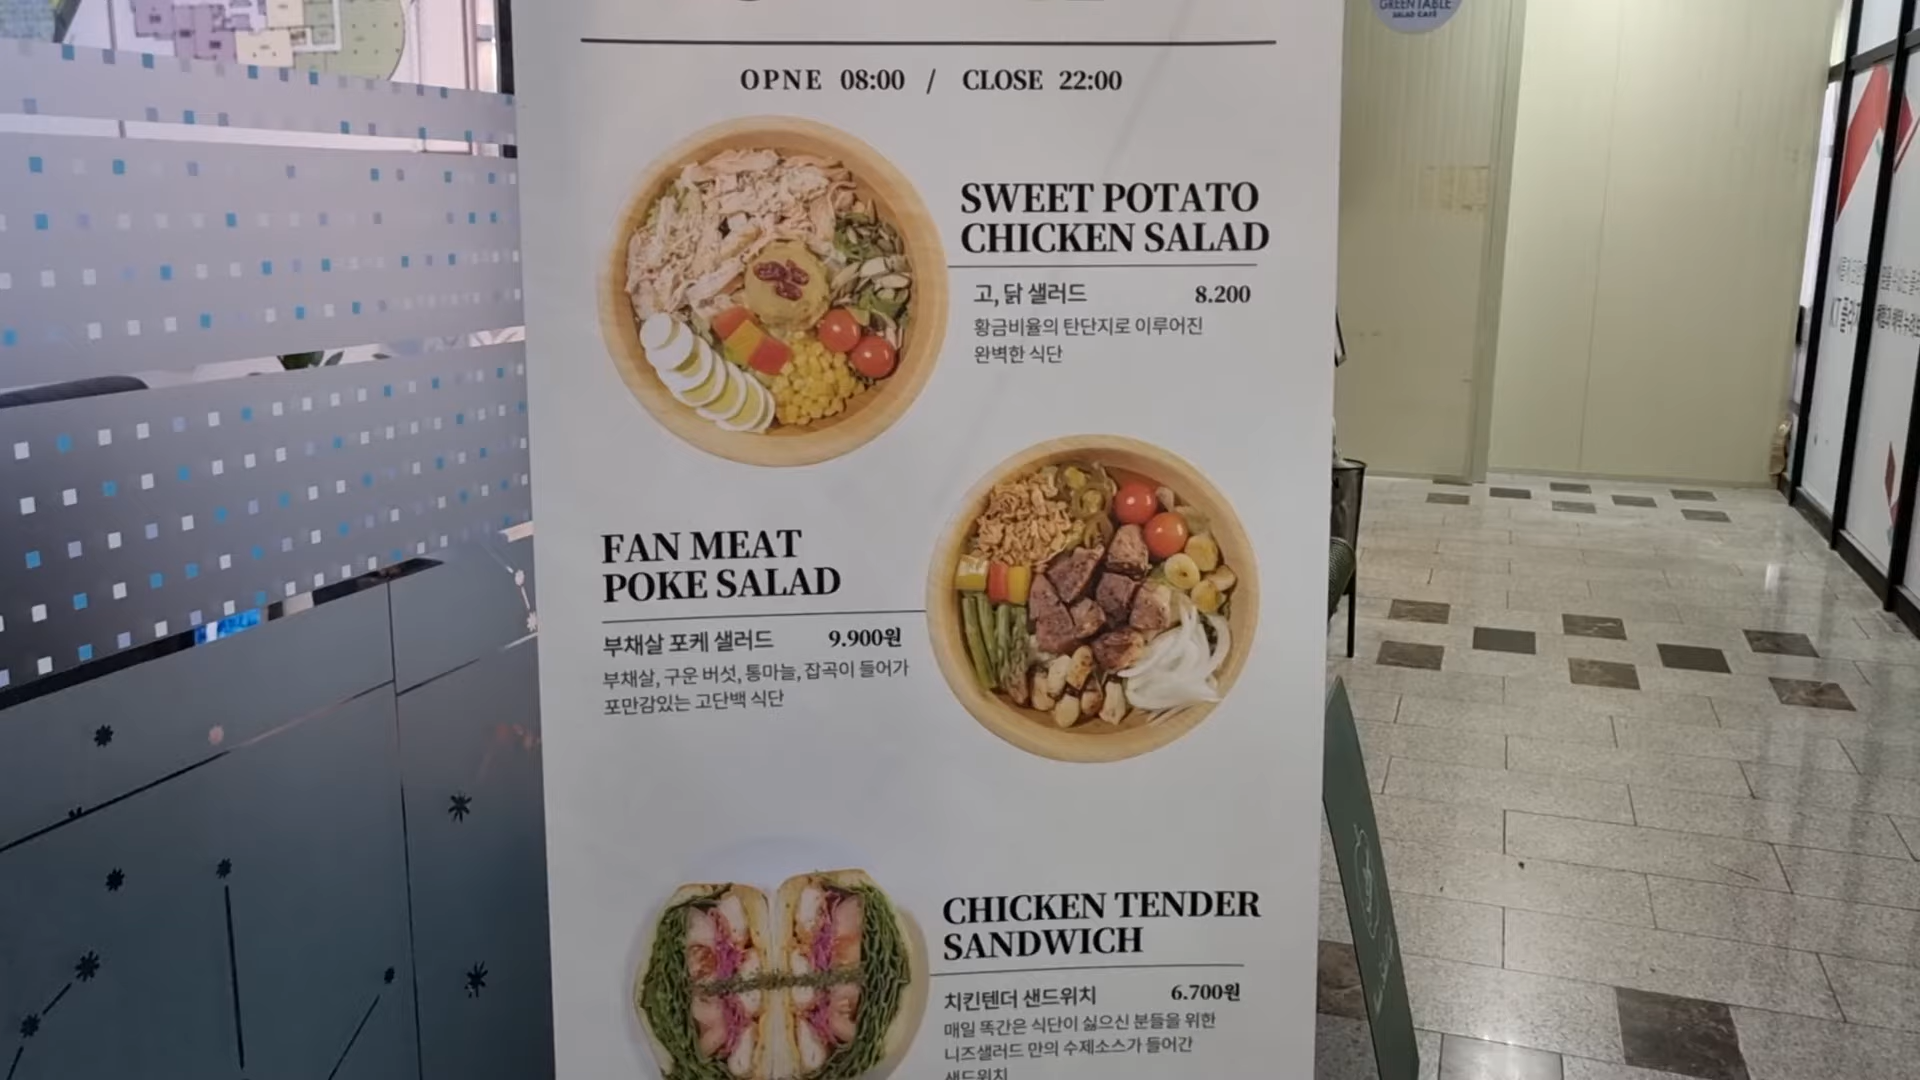 GREEN TABLE
SALAD CAFE
OPNE 08:00 / CLOSE 22:00
SWEET POTATO
CHICKEN SALAD
고, 닭 샐러드 8.200
황금비율의 탄단지로 이루어진
완벽한 식단
FAN MEAT
POKE SALAD
부채살 포케 샐러드 9.900원
부채살, 구운 버섯, 통마늘, 잡곡이 들어가
포만감있는 고단백 식단
CHICKEN TENDER
SANDWICH
치킨텐더 샌드위치 6.700원
매일 똑간은 식단이 싫으신 분들을 위한
니즈샐러드 만의 수제소스가 들어간
샌드위치